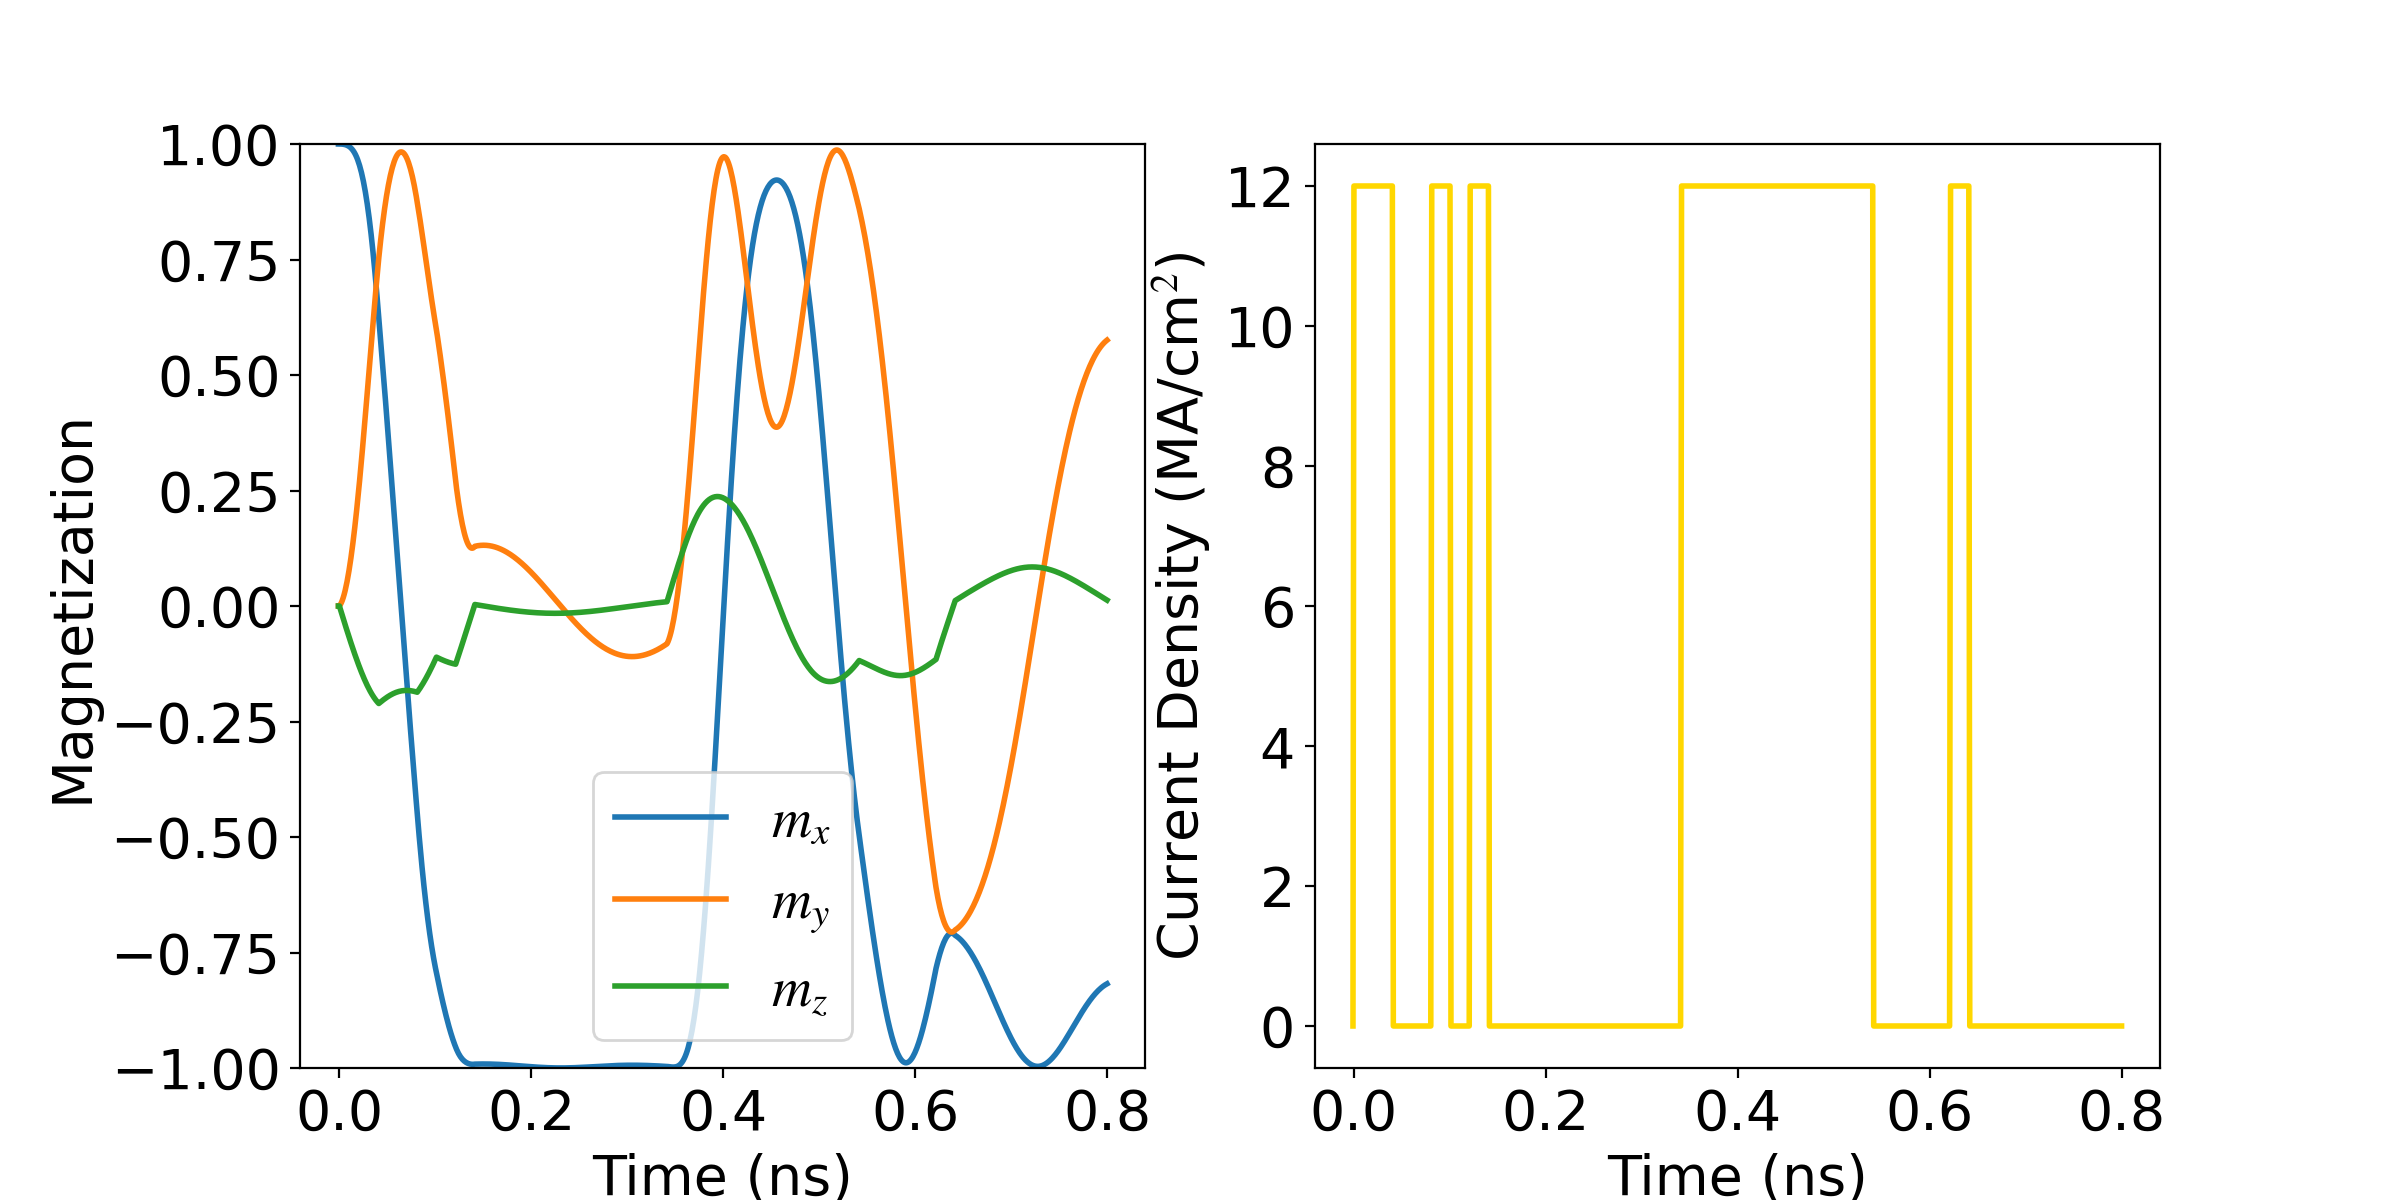 1.00
0.75
0.50
0.25
0.00
−0.25
−0.50
−0.75
−1.00
Magnetization
0.0 0.2 0.4 0.6 0.8
Time (ns)
m_x
m_y
m_z
12
10
8
6
4
2
0
Current Density (MA/cm²)
0.0 0.2 0.4 0.6 0.8
Time (ns)